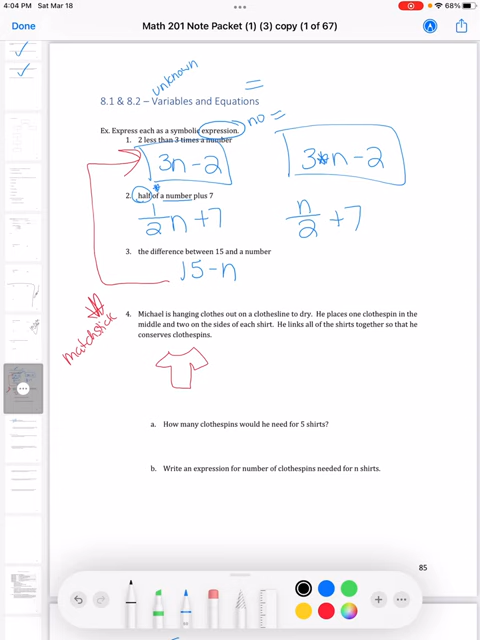 4:04 PM Sat Mar 18
68%
Done
Math 201 Note Packet (1) (3) copy (1 of 67)
unknown
=
8.1 & 8.2 – Variables and Equations
Ex. Express each as a symbolic expression.
no =
1. 2 less than 3 times a number
3n - 2
3*n - 2
2. half of a number plus 7
*
1/2 n + 7
n/2 + 7
3. the difference between 15 and a number
15 - n
matchstick
4. Michael is hanging clothes out on a clothesline to dry. He places one clothespin in the
middle and two on the sides of each shirt. He links all of the shirts together so that he
conserves clothespins.
a. How many clothespins would he need for 5 shirts?
b. Write an expression for number of clothespins needed for n shirts.
85